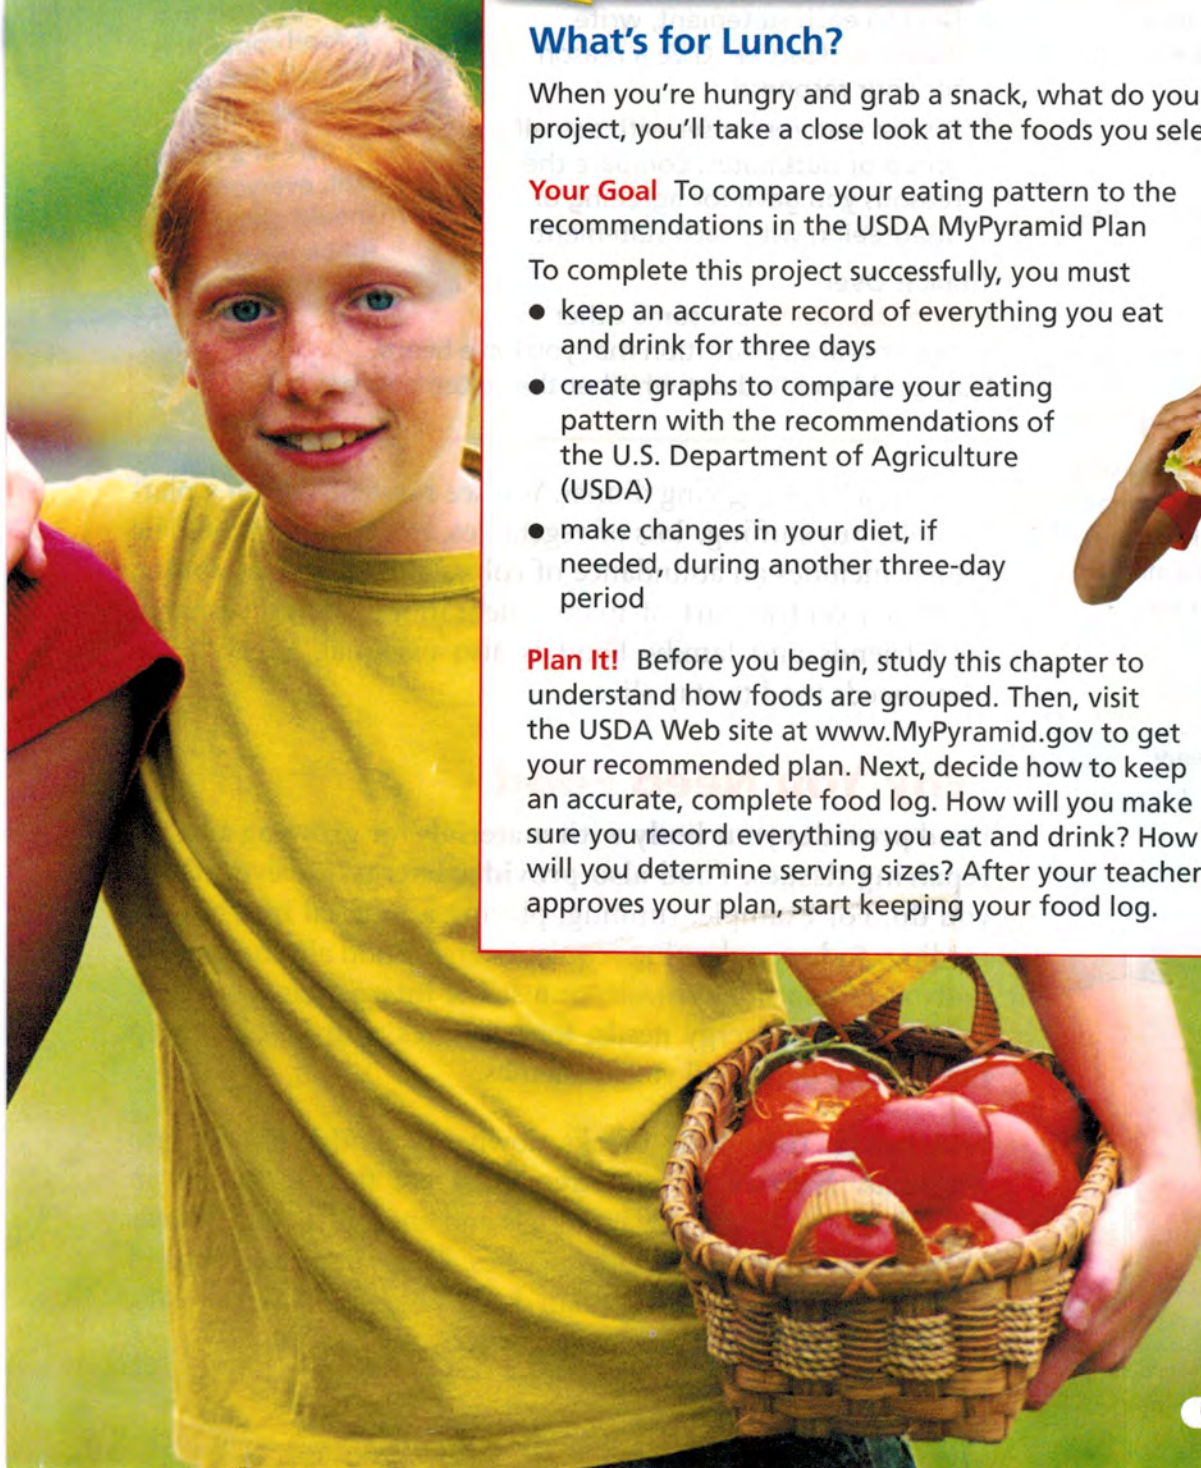 What's for Lunch?
When you're hungry and grab a snack, what do you
project, you'll take a close look at the foods you sele
Your Goal To compare your eating pattern to the
recommendations in the USDA MyPyramid Plan
To complete this project successfully, you must
● keep an accurate record of everything you eat
and drink for three days
● create graphs to compare your eating
pattern with the recommendations of
the U.S. Department of Agriculture
(USDA)
● make changes in your diet, if
needed, during another three-day
period
Plan It! Before you begin, study this chapter to
understand how foods are grouped. Then, visit
the USDA Web site at www.MyPyramid.gov to get
your recommended plan. Next, decide how to keep
an accurate, complete food log. How will you make
sure you record everything you eat and drink? How
will you determine serving sizes? After your teacher
approves your plan, start keeping your food log.